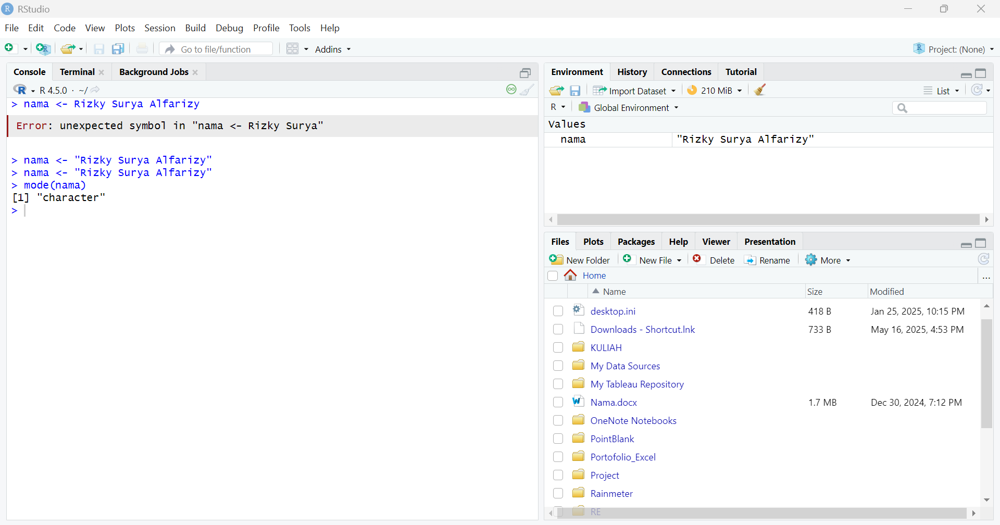 RStudio
File Edit Code View Plots Session Build Debug Profile Tools Help
Go to file/function Addins Project: (None)
Console Terminal Background Jobs
R 4.5.0 · ~/
> nama <- Rizky Surya Alfarizy
Error: unexpected symbol in "nama <- Rizky Surya"
> nama <- "Rizky Surya Alfarizy"
> nama <- "Rizky Surya Alfarizy"
> mode(nama)
[1] "character"
>
Environment History Connections Tutorial
Import Dataset 210 MiB List
R Global Environment
Values
nama "Rizky Surya Alfarizy"
Files Plots Packages Help Viewer Presentation
New Folder New File Delete Rename More
Home ...
Name Size Modified
desktop.ini 418 B Jan 25, 2025, 10:15 PM
Downloads - Shortcut.lnk 733 B May 16, 2025, 4:53 PM
KULIAH
My Data Sources
My Tableau Repository
Nama.docx 1.7 MB Dec 30, 2024, 7:12 PM
OneNote Notebooks
PointBlank
Portofolio_Excel
Project
Rainmeter
RE